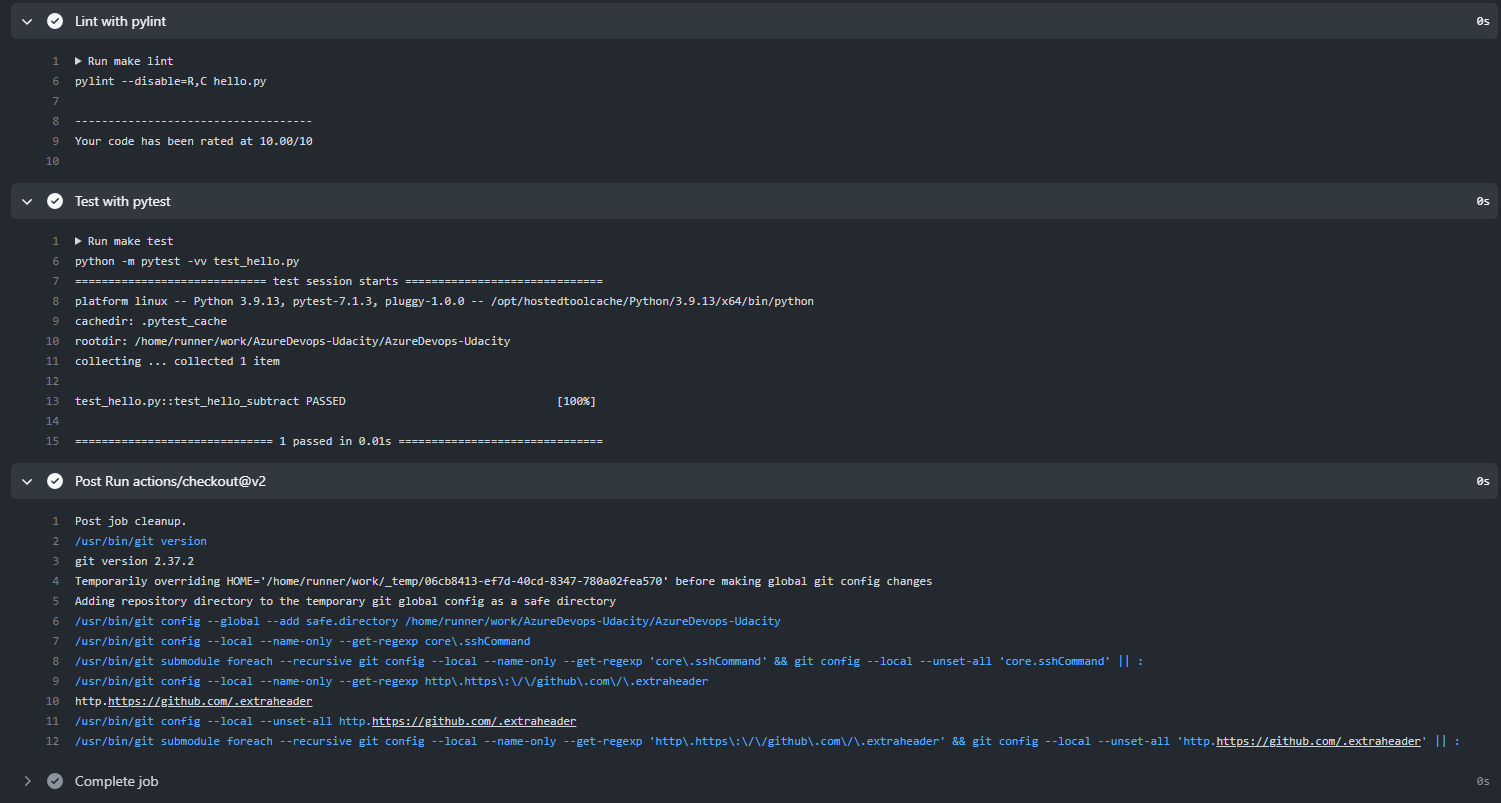 Lint with pylint 0s
1 Run make lint
6 pylint --disable=R,C hello.py
7
8 ------------------------------------
9 Your code has been rated at 10.00/10
10
Test with pytest 0s
1 Run make test
6 python -m pytest -vv test_hello.py
7 ============================= test session starts ==============================
8 platform linux -- Python 3.9.13, pytest-7.1.3, pluggy-1.0.0 -- /opt/hostedtoolcache/Python/3.9.13/x64/bin/python
9 cachedir: .pytest_cache
10 rootdir: /home/runner/work/AzureDevops-Udacity/AzureDevops-Udacity
11 collecting ... collected 1 item
12
13 test_hello.py::test_hello_subtract PASSED [100%]
14
15 ============================== 1 passed in 0.01s ===============================
Post Run actions/checkout@v2 0s
1 Post job cleanup.
2 /usr/bin/git version
3 git version 2.37.2
4 Temporarily overriding HOME='/home/runner/work/_temp/06cb8413-ef7d-40cd-8347-780a02fea570' before making global git config changes
5 Adding repository directory to the temporary git global config as a safe directory
6 /usr/bin/git config --global --add safe.directory /home/runner/work/AzureDevops-Udacity/AzureDevops-Udacity
7 /usr/bin/git config --local --name-only --get-regexp core\.sshCommand
8 /usr/bin/git submodule foreach --recursive git config --local --name-only --get-regexp 'core\.sshCommand' && git config --local --unset-all 'core.sshCommand' || :
9 /usr/bin/git config --local --name-only --get-regexp http\.https\:\/\/github\.com\/\.extraheader
10 http.https://github.com/.extraheader
11 /usr/bin/git config --local --unset-all http.https://github.com/.extraheader
12 /usr/bin/git submodule foreach --recursive git config --local --name-only --get-regexp 'http\.https\:\/\/github\.com\/\.extraheader' && git config --local --unset-all 'http.https://github.com/.extraheader' || :
Complete job 0s